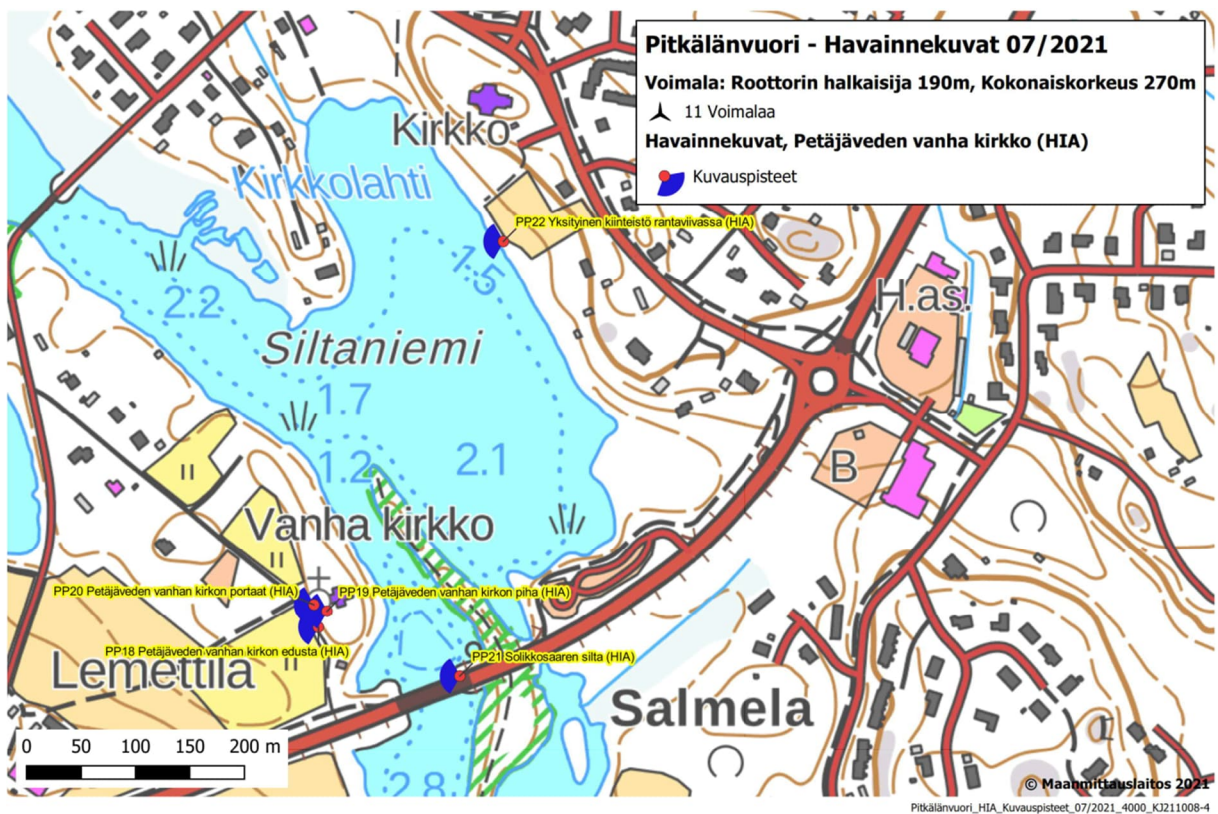 Pitkälänvuori - Havainnekuvat 07/2021
Voimala: Roottorin halkaisija 190m, Kokonaiskorkeus 270m
11 Voimalaa
Havainnekuvat, Petäjäveden vanha kirkko (HIA)
Kuvauspisteet
Kirkko
Kirkkolahti
PP22 Yksityinen kiinteistö rantaviivassa (HIA)
1.5
2.2
H.as.
Siltaniemi
1.7
1.2
2.1
B
II
Vanha kirkko
II
PP20 Petäjäveden vanhan kirkon portaat (HIA)
PP19 Petäjäveden vanhan kirkon piha (HIA)
PP18 Petäjäveden vanhan kirkon edusta (HIA)
II
PP21 Solikkosaaren silta (HIA)
Lemettilä
Salmela
0 50 100 150 200 m
2.8
© Maanmittauslaitos 2021
Pitkälänvuori_HIA_Kuvauspisteet_07/2021_4000_KJ211008-4